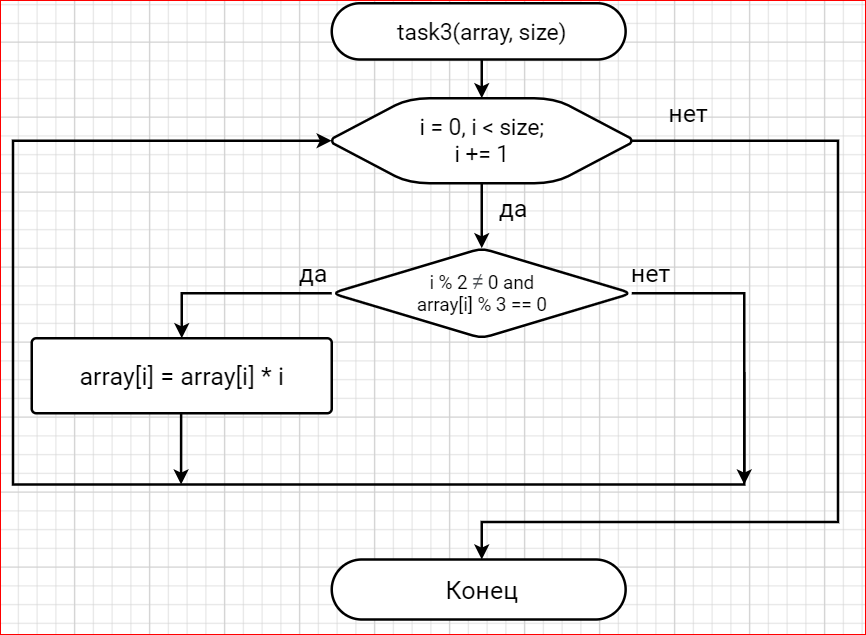 task3(array, size)
i = 0, i < size;
i += 1
нет
да
i % 2 ≠ 0 and
array[i] % 3 == 0
да
нет
array[i] = array[i] * i
Конец